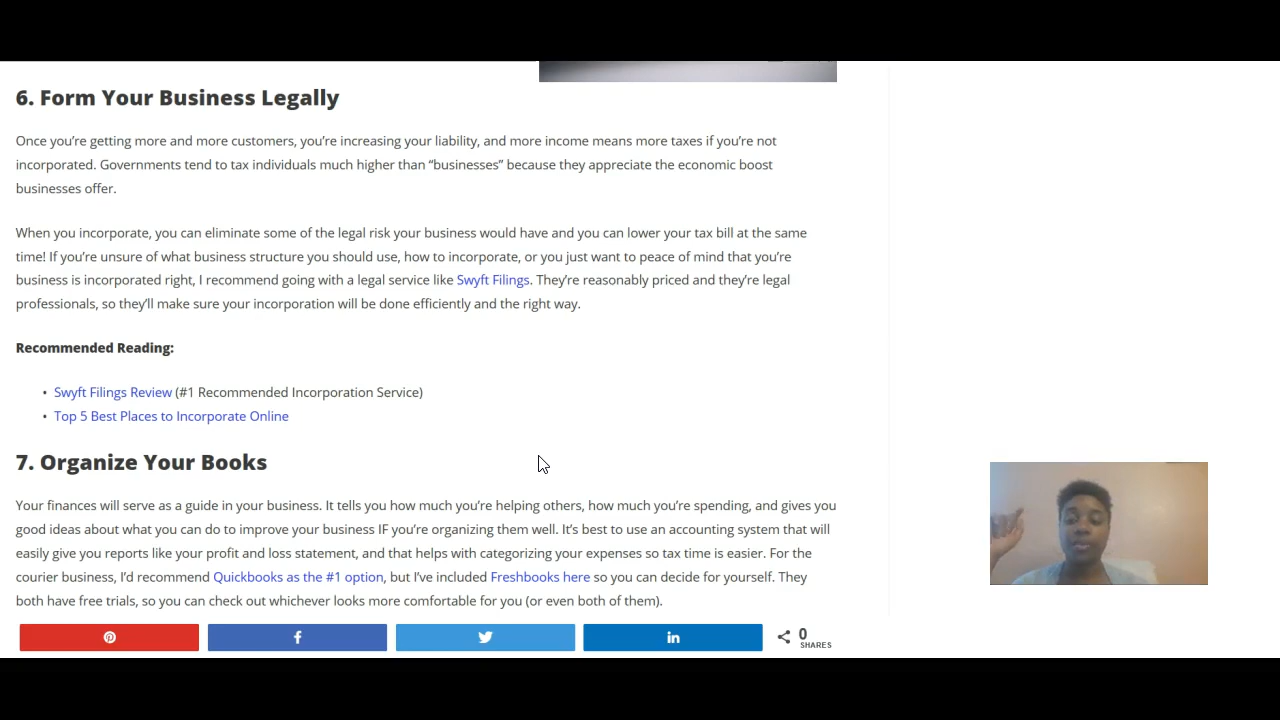 6. Form Your Business Legally
Once you're getting more and more customers, you're increasing your liability, and more income means more taxes if you're not
incorporated. Governments tend to tax individuals much higher than “businesses” because they appreciate the economic boost
businesses offer.
When you incorporate, you can eliminate some of the legal risk your business would have and you can lower your tax bill at the same
time! If you're unsure of what business structure you should use, how to incorporate, or you just want to peace of mind that you're
business is incorporated right, I recommend going with a legal service like Swyft Filings. They're reasonably priced and they're legal
professionals, so they'll make sure your incorporation will be done efficiently and the right way.
Recommended Reading:
• Swyft Filings Review (#1 Recommended Incorporation Service)
• Top 5 Best Places to Incorporate Online
7. Organize Your Books
Your finances will serve as a guide in your business. It tells you how much you're helping others, how much you're spending, and gives you
good ideas about what you can do to improve your business IF you're organizing them well. It's best to use an accounting system that will
easily give you reports like your profit and loss statement, and that helps with categorizing your expenses so tax time is easier. For the
courier business, I'd recommend Quickbooks as the #1 option, but I've included Freshbooks here so you can decide for yourself. They
both have free trials, so you can check out whichever looks more comfortable for you (or even both of them).
0
SHARES